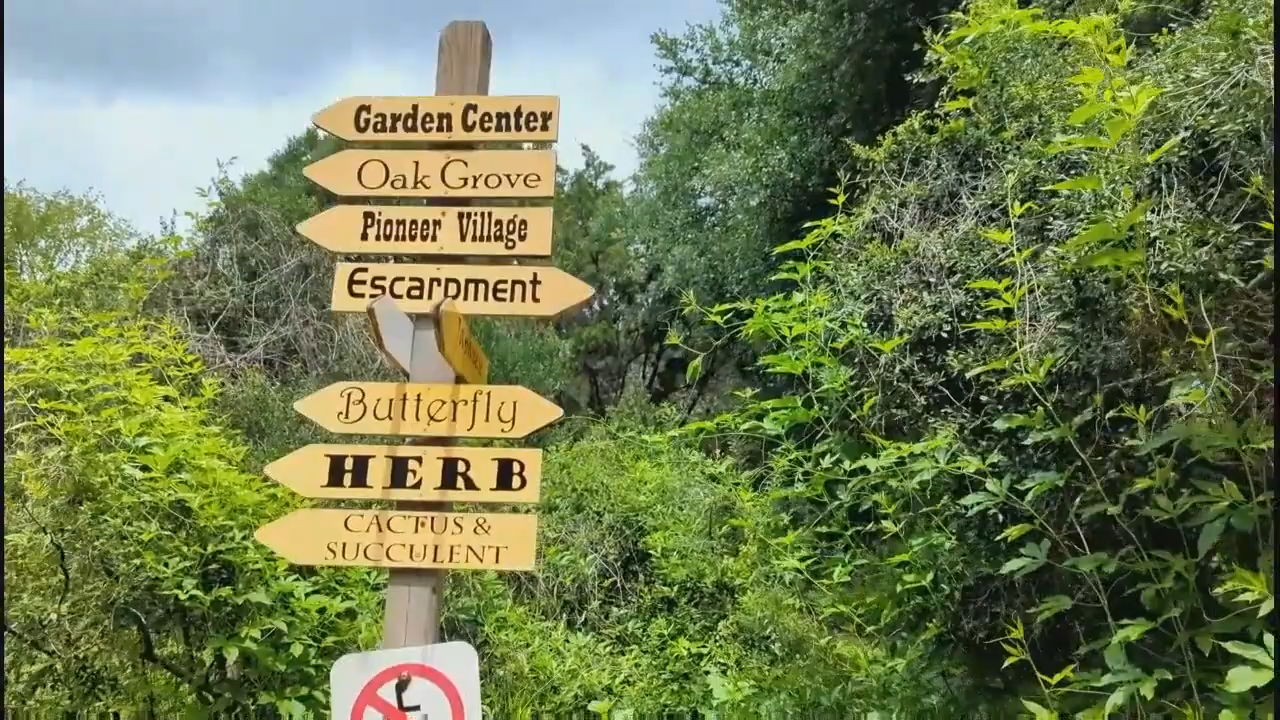 Garden Center
Oak Grove
Pioneer Village
Escarpment
Butterfly
HERB
CACTUS &
SUCCULENT